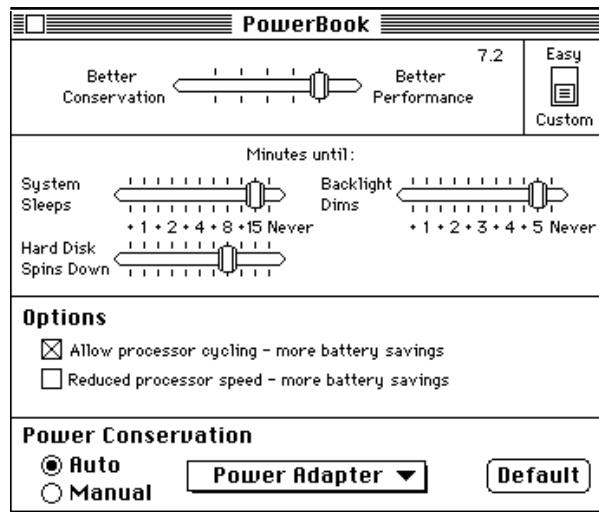 PowerBook
7.2
Better Conservation
Better Performance
Easy
Custom
Minutes until:
System Sleeps
• 1 • 2 • 4 • 8 •15 Never
Backlight Dims
• 1 • 2 • 3 • 4 • 5 Never
Hard Disk Spins Down
Options
Allow processor cycling – more battery savings
Reduced processor speed – more battery savings
Power Conservation
Auto
Manual
Power Adapter
Default